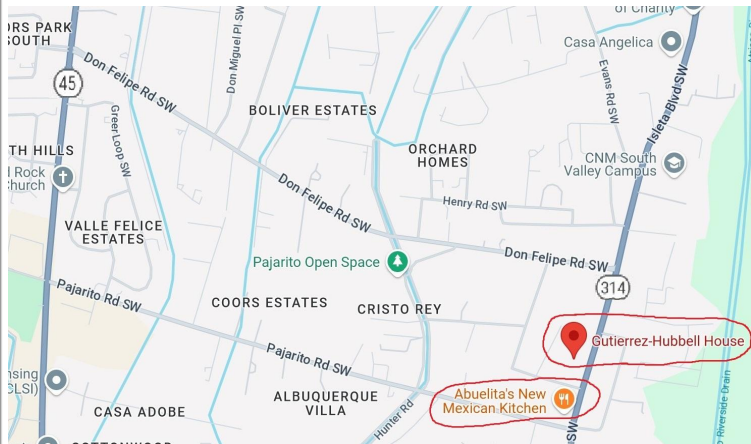 of Charity
ORS PARK
SOUTH
Casa Angelica
Don Miguel Pl SW
45
Don Felipe Rd SW
Evans Rd SW
Isleta Blvd SW
BOLIVER ESTATES
Greer Loop SW
ORCHARD
HOMES
TH HILLS
CNM South
Valley Campus
l Rock
Church
Don Felipe Rd SW
Henry Rd SW
VALLE FELICE
ESTATES
Don Felipe Rd SW
Pajarito Open Space
314
Pajarito Rd SW
COORS ESTATES
CRISTO REY
Gutierrez-Hubbell House
Pajarito Rd SW
nsing
CLSI)
ALBUQUERQUE
VILLA
Abuelita's New
Mexican Kitchen
CASA ADOBE
Hunter Rd
SW
o Riverside Drain